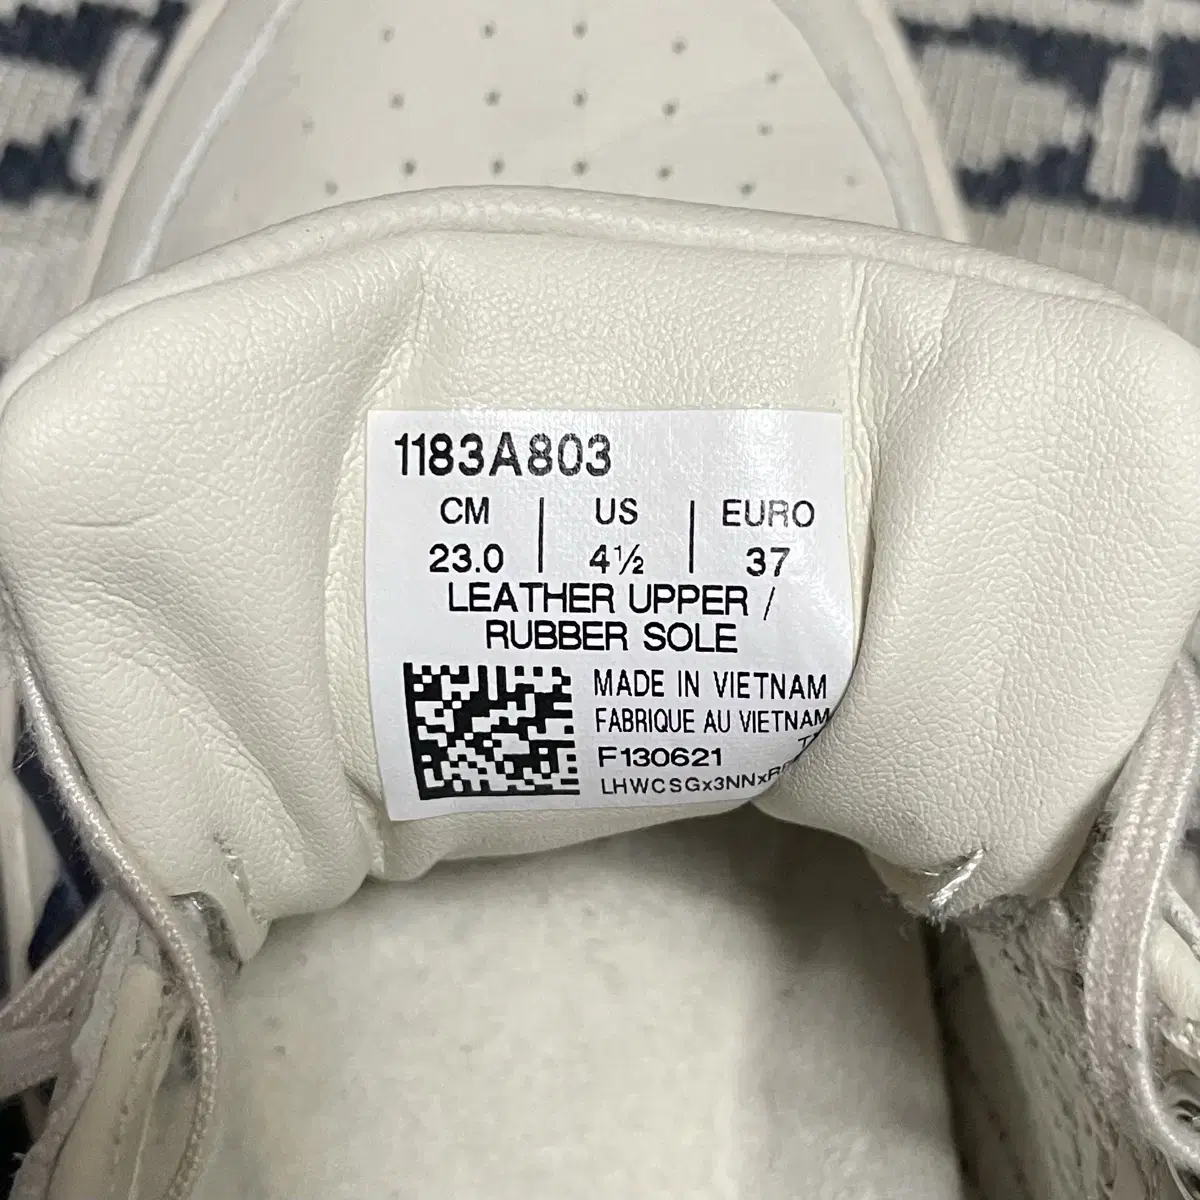 1183A803
CM | US | EURO
23.0 | 4½ | 37
LEATHER UPPER /
RUBBER SOLE
MADE IN VIETNAM
FABRIQUE AU VIETNAM
F130621